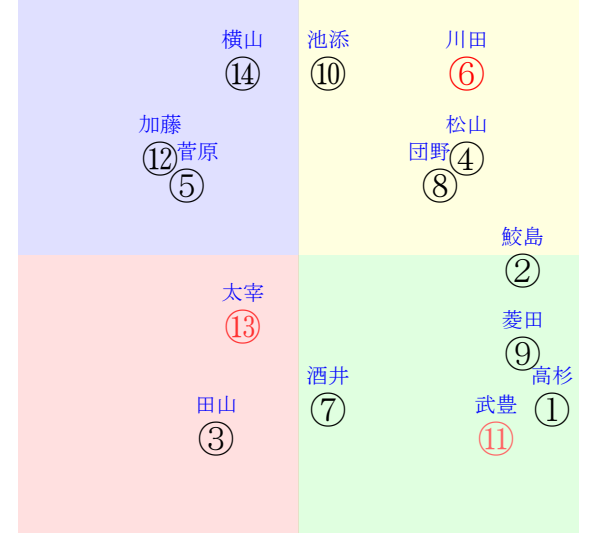 横山 池添 川田
⑭ ⑩ ⑥
加藤 松山
菅原 団野
⑫ ④
⑤ ⑧
鮫島
②
太宰 菱田
⑬ ⑨
酒井 高杉
田山 武豊
⑦ ①
③ ⑪